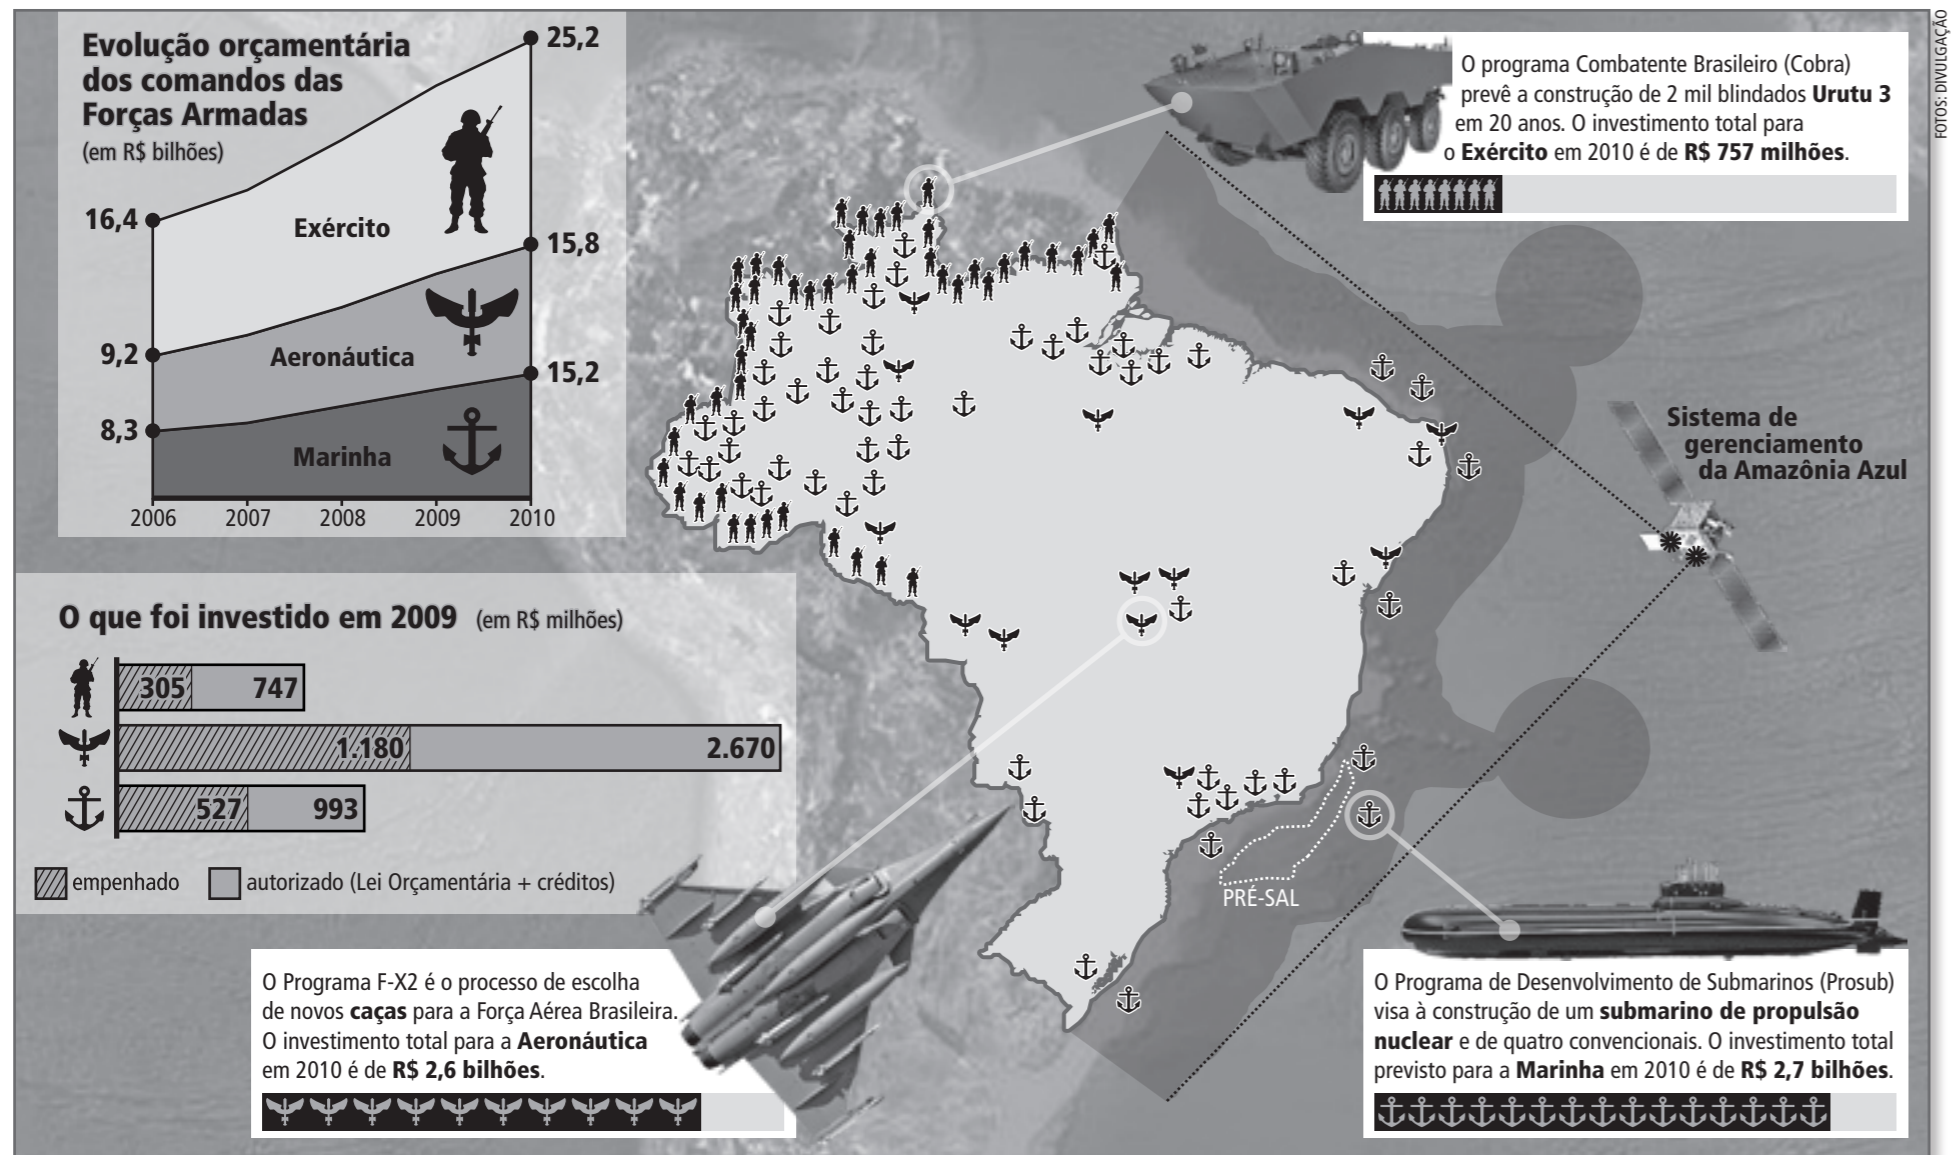 Evolução orçamentária
dos comandos das
Forças Armadas
(em R$ bilhões)
25,2
16,4
Exército
15,8
9,2
Aeronáutica
15,2
8,3
Marinha
2006 2007 2008 2009 2010
O programa Combatente Brasileiro (Cobra)
prevê a construção de 2 mil blindados Urutu 3
em 20 anos. O investimento total para
o Exército em 2010 é de R$ 757 milhões.
FOTOS: DIVULGAÇÃO
Sistema de
gerenciamento
da Amazônia Azul
O que foi investido em 2009 (em R$ milhões)
305 747
1.180 2.670
527 993
empenhado autorizado (Lei Orçamentária + créditos)
PRÉ-SAL
O Programa F-X2 é o processo de escolha
de novos caças para a Força Aérea Brasileira.
O investimento total para a Aeronáutica
em 2010 é de R$ 2,6 bilhões.
O Programa de Desenvolvimento de Submarinos (Prosub)
visa à construção de um submarino de propulsão
nuclear e de quatro convencionais. O investimento total
previsto para a Marinha em 2010 é de R$ 2,7 bilhões.